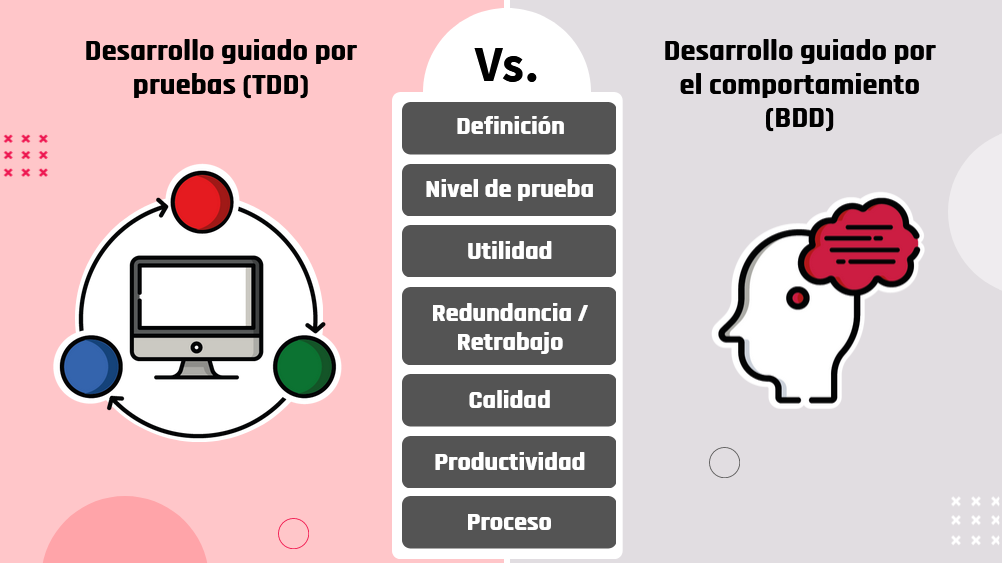 Desarrollo guiado por
pruebas (TDD)
Vs.
Desarrollo guiado por
el comportamiento
(BDD)
Definición
Nivel de prueba
Utilidad
Redundancia /
Retrabajo
Calidad
Productividad
Proceso